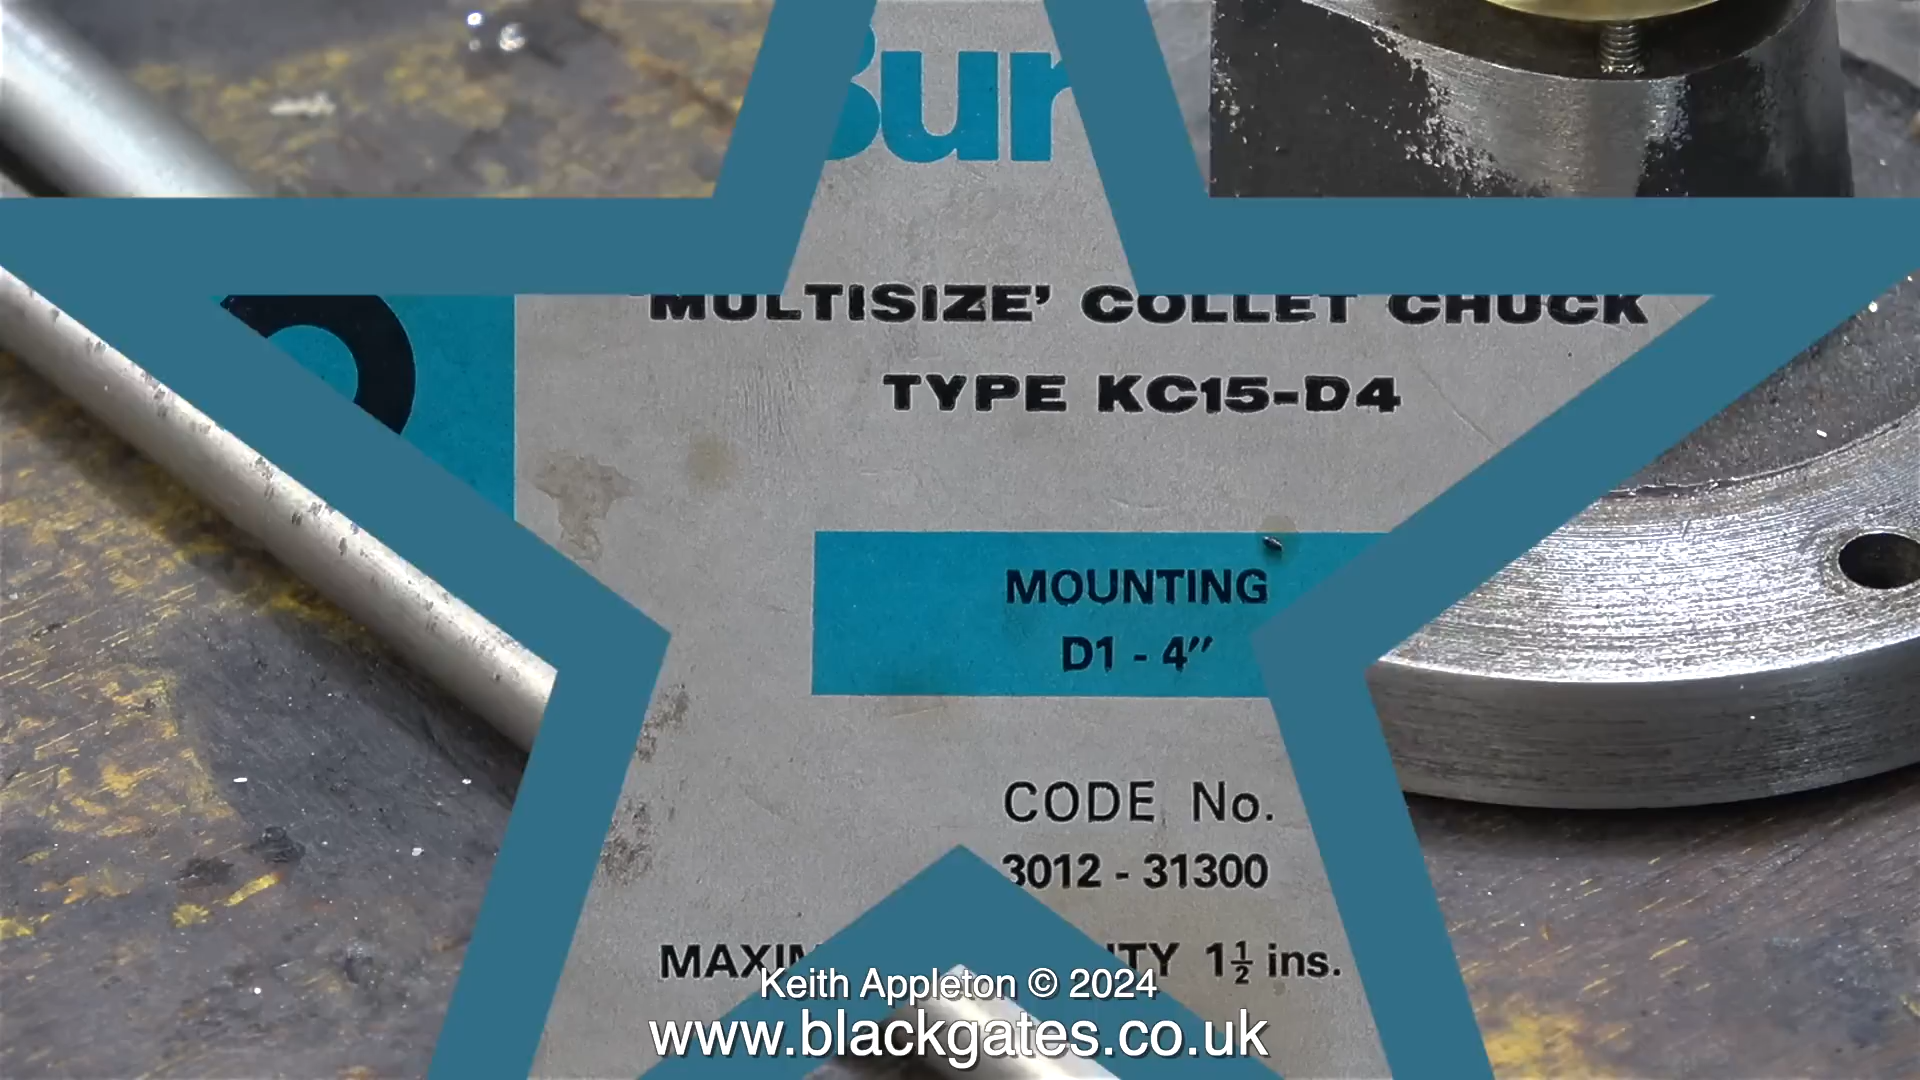 Bur
'MULTISIZE' COLLET CHUCK
TYPE KC15-D4
MOUNTING
D1 - 4"
CODE No.
3012 - 31300
1½ ins.
Keith Appleton © 2024
www.blackgates.co.uk